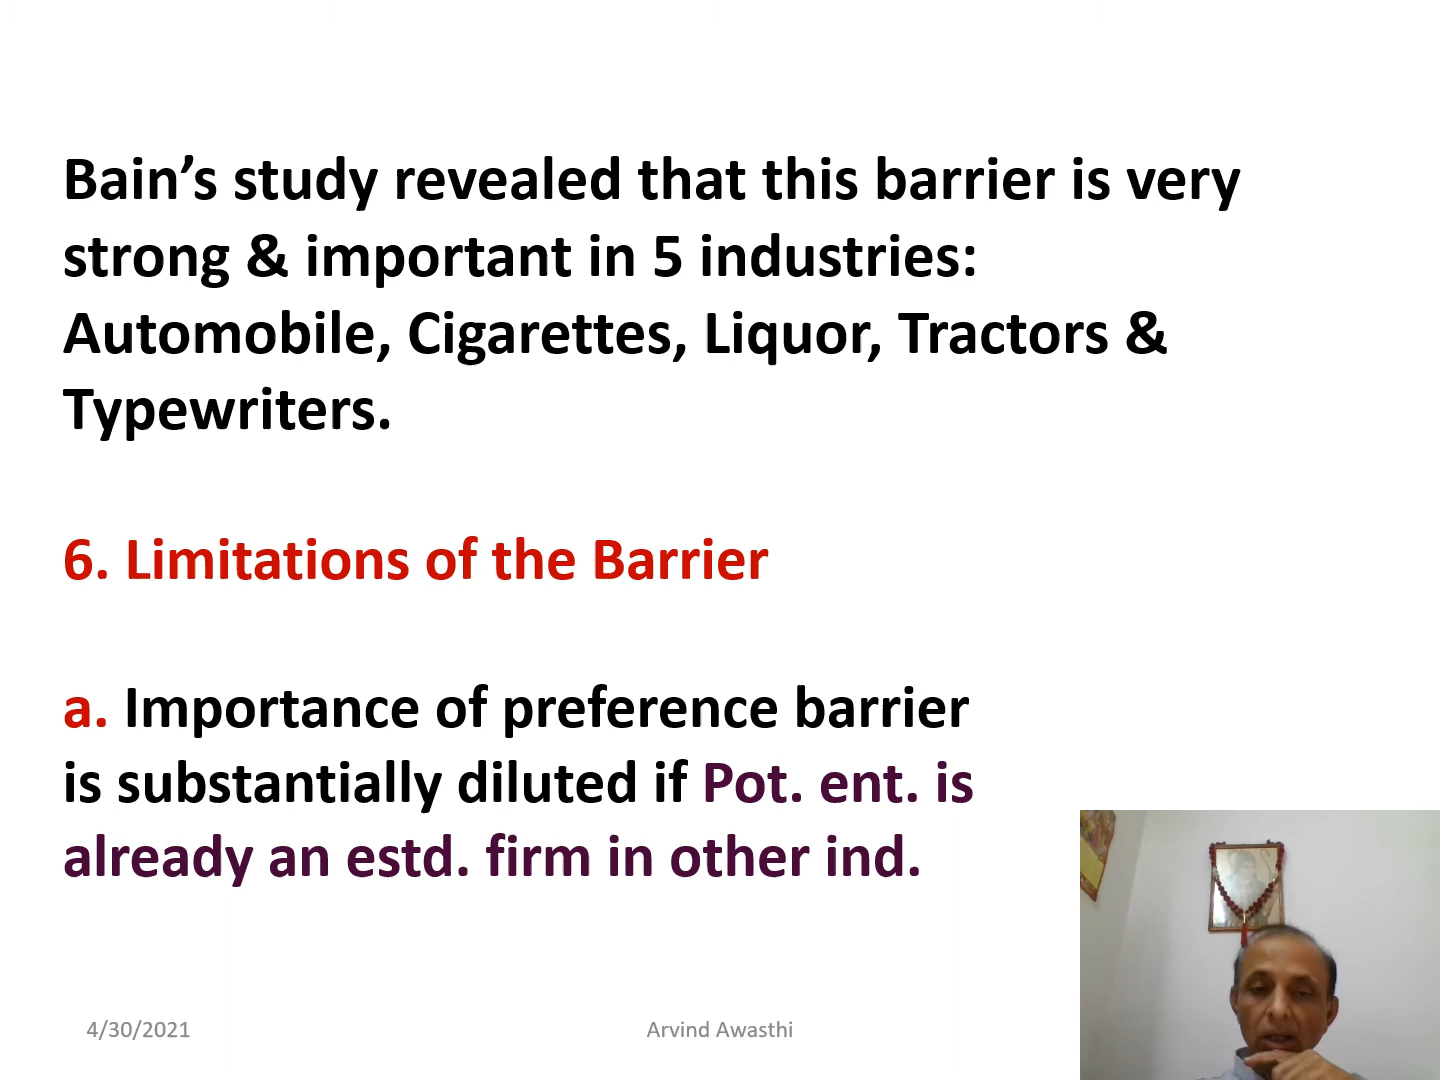 Bain’s study revealed that this barrier is very
strong & important in 5 industries:
Automobile, Cigarettes, Liquor, Tractors &
Typewriters.
6. Limitations of the Barrier
a. Importance of preference barrier
is substantially diluted if Pot. ent. is
already an estd. firm in other ind.
4/30/2021
Arvind Awasthi